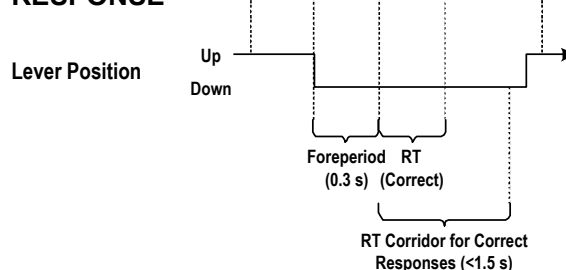 RESPONSE
Up
Lever Position
Down
Foreperiod RT
(0.3 s) (Correct)
RT Corridor for Correct
Responses (<1.5 s)